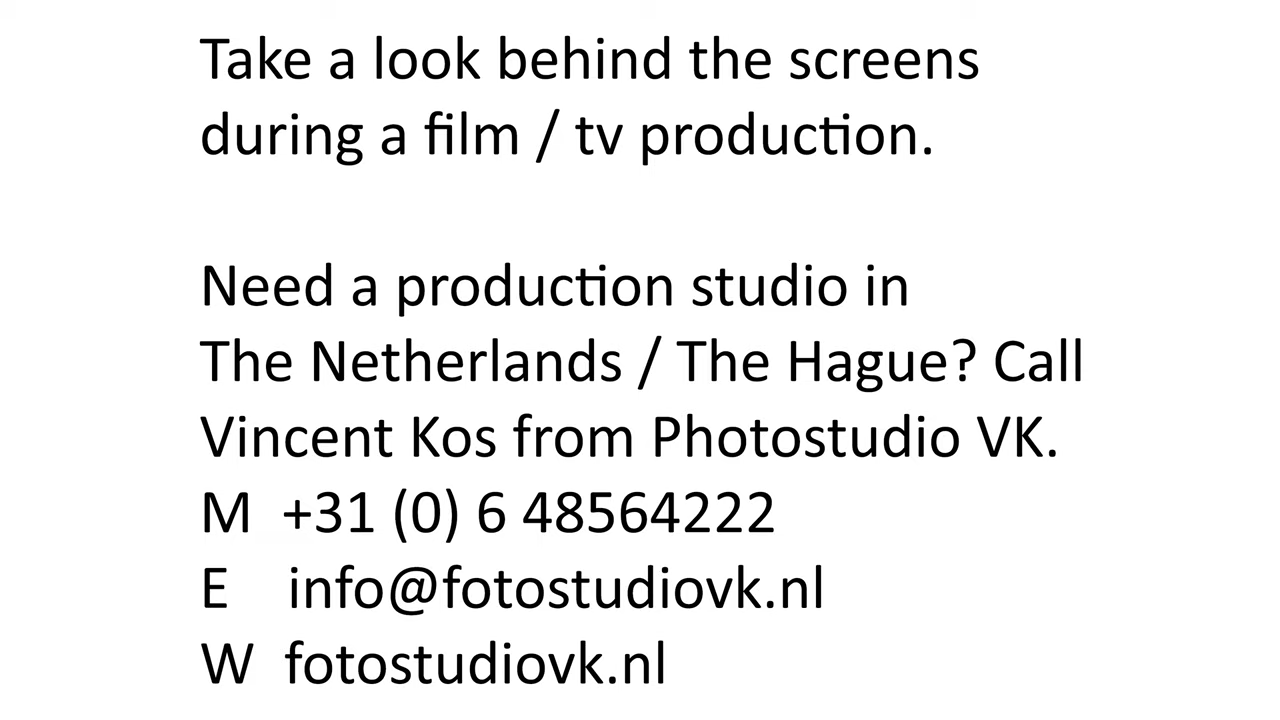 Take a look behind the screens
during a film / tv production.
Need a production studio in
The Netherlands / The Hague? Call
Vincent Kos from Photostudio VK.
M +31 (0) 6 48564222
E info@fotostudiovk.nl
W fotostudiovk.nl